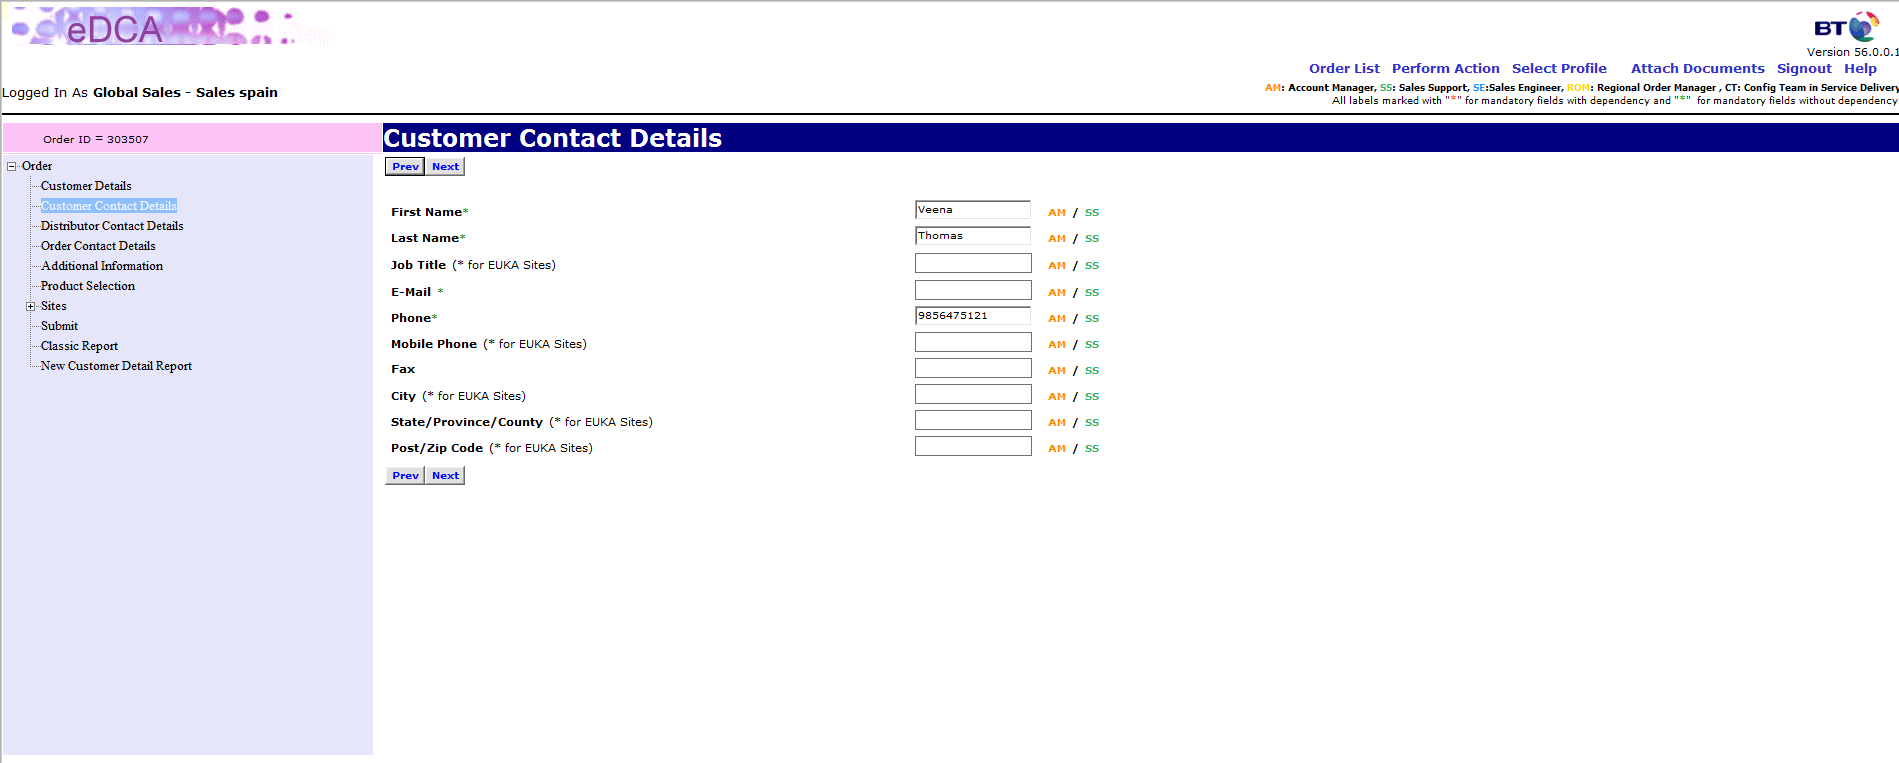 eDCA
BT
Version 56.0.0.1
Order List Perform Action Select Profile Attach Documents Signout Help
Logged In As Global Sales - Sales spain
AM: Account Manager, SS: Sales Support, SE:Sales Engineer, ROM: Regional Order Manager , CT: Config Team in Service Delivery
All labels marked with "*" for mandatory fields with dependency and "*" for mandatory fields without dependency
Order ID = 303507
Customer Contact Details
Prev Next
Order
Customer Details
Customer Contact Details
Distributor Contact Details
Order Contact Details
Additional Information
Product Selection
Sites
Submit
Classic Report
New Customer Detail Report
First Name* Veena AM / SS
Last Name* Thomas AM / SS
Job Title (* for EUKA Sites) AM / SS
E-Mail * AM / SS
Phone* 9856475121 AM / SS
Mobile Phone (* for EUKA Sites) AM / SS
Fax AM / SS
City (* for EUKA Sites) AM / SS
State/Province/County (* for EUKA Sites) AM / SS
Post/Zip Code (* for EUKA Sites) AM / SS
Prev Next